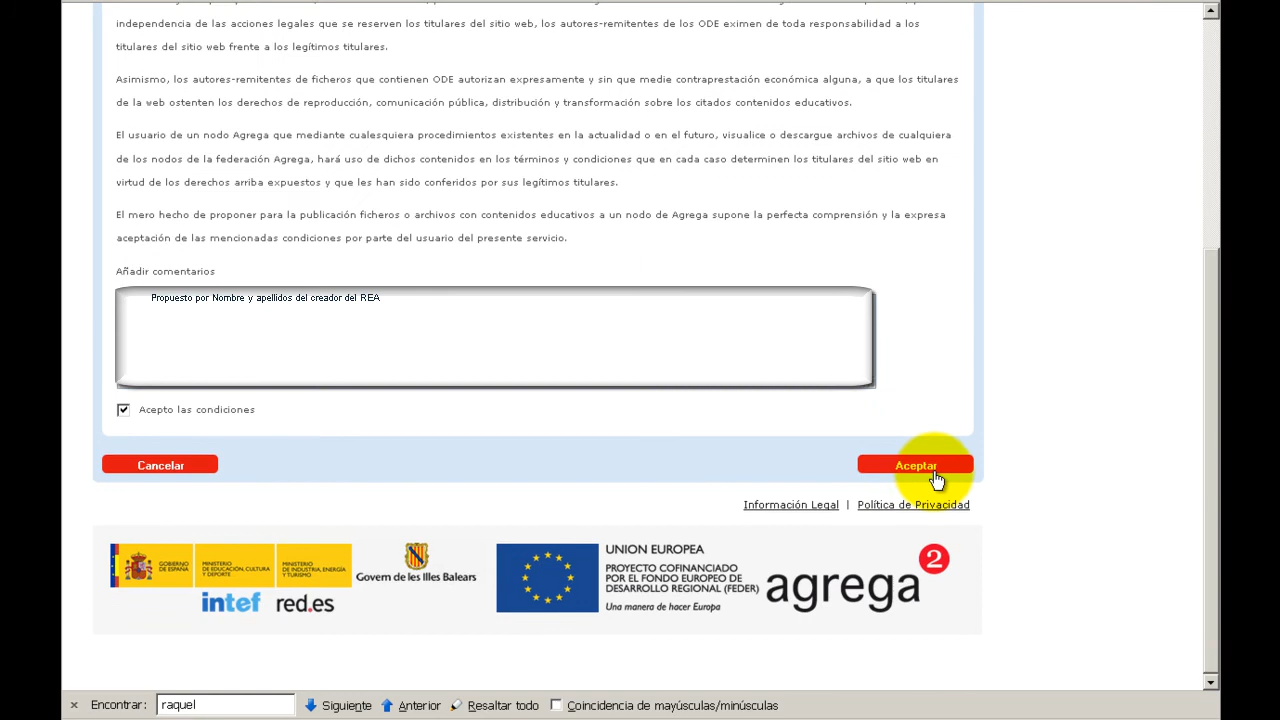 independencia de las acciones legales que se reserven los titulares del sitio web, los autores-remitentes de los ODE eximen de toda responsabilidad a los
titulares del sitio web frente a los legítimos titulares.
Asimismo, los autores-remitentes de ficheros que contienen ODE autorizan expresamente y sin que medie contraprestación económica alguna, a que los titulares
de la web ostenten los derechos de reproducción, comunicación pública, distribución y transformación sobre los citados contenidos educativos.
El usuario de un nodo Agrega que mediante cualesquiera procedimientos existentes en la actualidad o en el futuro, visualice o descargue archivos de cualquiera
de los nodos de la federación Agrega, hará uso de dichos contenidos en los términos y condiciones que en cada caso determinen los titulares del sitio web en
virtud de los derechos arriba expuestos y que les han sido conferidos por sus legítimos titulares.
El mero hecho de proponer para la publicación ficheros o archivos con contenidos educativos a un nodo de Agrega supone la perfecta comprensión y la expresa
aceptación de las mencionadas condiciones por parte del usuario del presente servicio.
Añadir comentarios
Propuesto por Nombre y apellidos del creador del REA
Acepto las condiciones
Cancelar Aceptar
Información Legal | Política de Privacidad
GOBIERNO DE ESPAÑA
MINISTERIO DE EDUCACIÓN, CULTURA Y DEPORTE
MINISTERIO DE INDUSTRIA, ENERGÍA Y TURISMO
intef red.es
Govern de les Illes Balears
UNION EUROPEA
PROYECTO COFINANCIADO
POR EL FONDO EUROPEO DE
DESARROLLO REGIONAL (FEDER)
Una manera de hacer Europa
agrega 2
Encontrar: raquel Siguiente Anterior Resaltar todo Coincidencia de mayúsculas/minúsculas